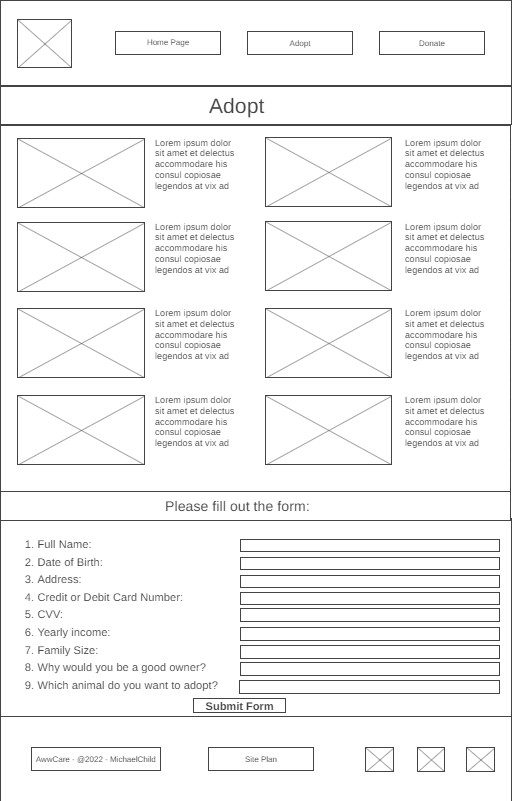 Home Page
Adopt
Donate
Adopt
Lorem ipsum dolor
sit amet et delectus
accommodare his
consul copiosae
legendos at vix ad
Lorem ipsum dolor
sit amet et delectus
accommodare his
consul copiosae
legendos at vix ad
Lorem ipsum dolor
sit amet et delectus
accommodare his
consul copiosae
legendos at vix ad
Lorem ipsum dolor
sit amet et delectus
accommodare his
consul copiosae
legendos at vix ad
Lorem ipsum dolor
sit amet et delectus
accommodare his
consul copiosae
legendos at vix ad
Lorem ipsum dolor
sit amet et delectus
accommodare his
consul copiosae
legendos at vix ad
Lorem ipsum dolor
sit amet et delectus
accommodare his
consul copiosae
legendos at vix ad
Lorem ipsum dolor
sit amet et delectus
accommodare his
consul copiosae
legendos at vix ad
Please fill out the form:
1. Full Name:
2. Date of Birth:
3. Address:
4. Credit or Debit Card Number:
5. CVV:
6. Yearly income:
7. Family Size:
8. Why would you be a good owner?
9. Which animal do you want to adopt?
Submit Form
AwwCare · @2022 · MichaelChild
Site Plan